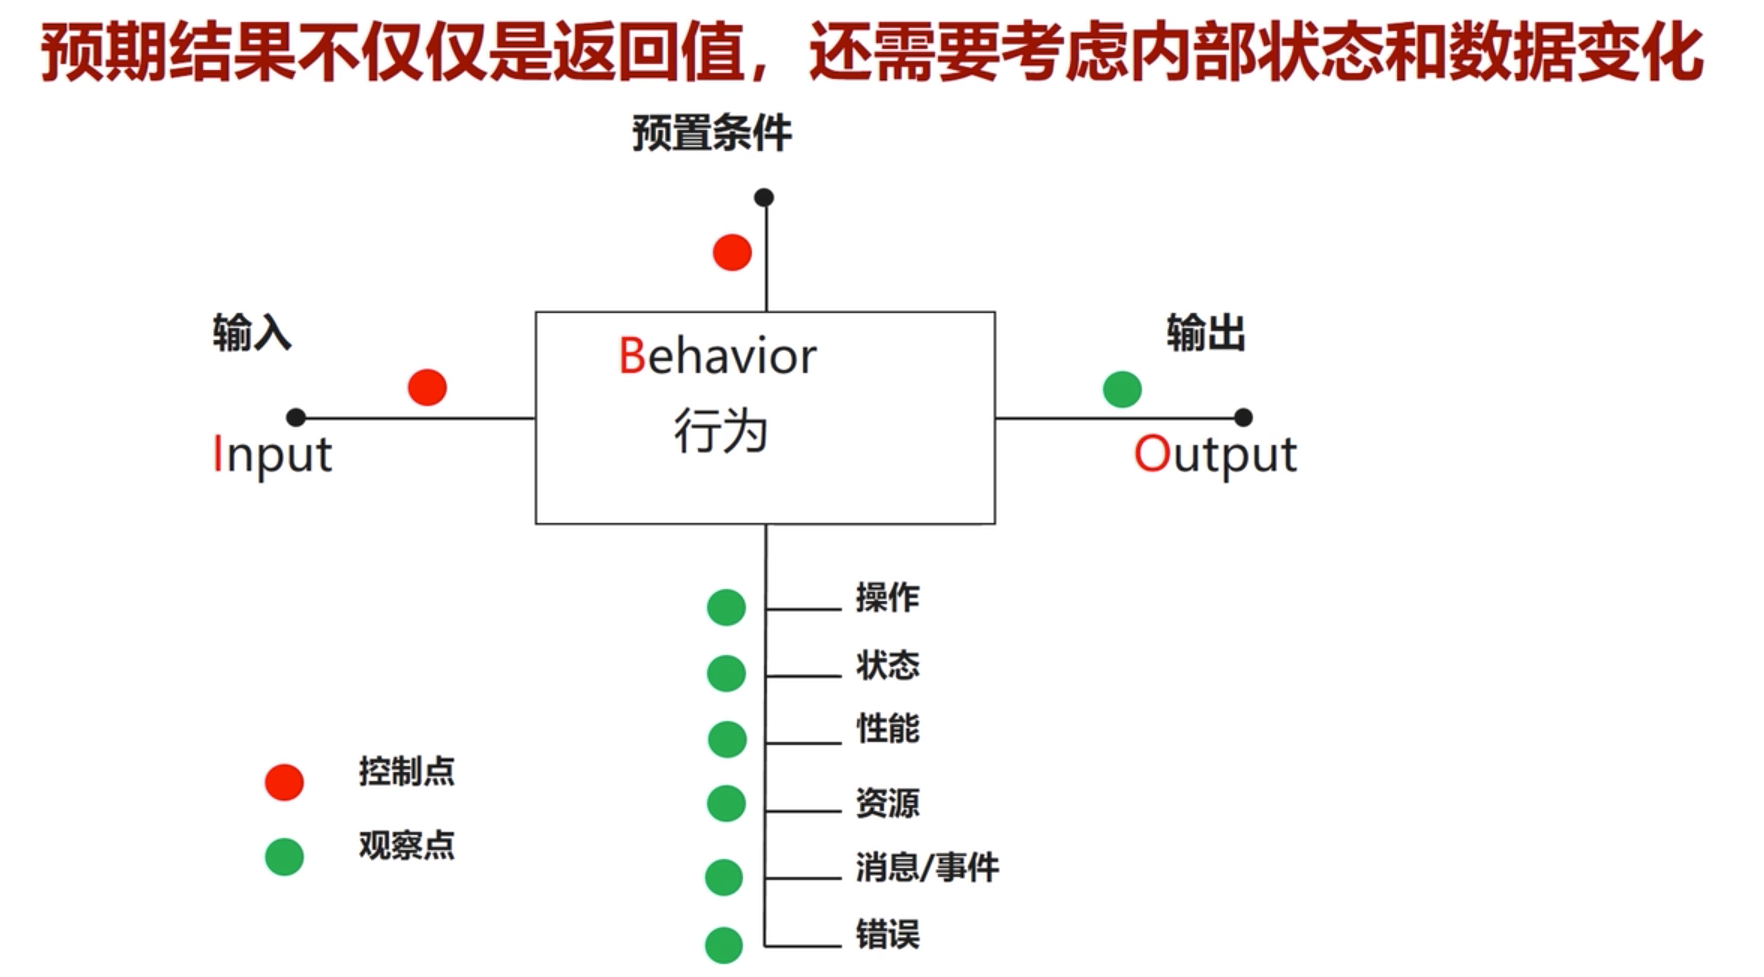 预期结果不仅仅是返回值，还需要考虑内部状态和数据变化
预置条件
输入
Input
Behavior
行为
输出
Output
操作
状态
性能
资源
消息/事件
错误
控制点
观察点